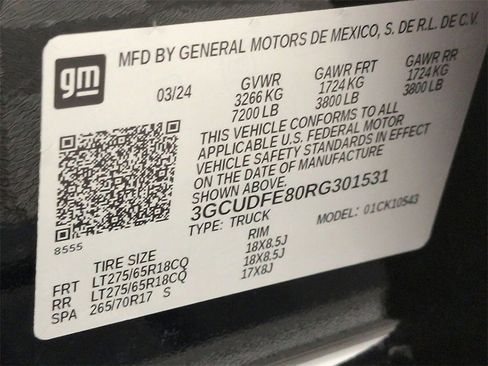 gm
MFD BY GENERAL MOTORS DE MEXICO, S. DE R.L. DE C.V.
03/24
GVWR
3266 KG
7200 LB
GAWR FRT
1724 KG
3800 LB
GAWR RR
1724 KG
3800 LB
THIS VEHICLE CONFORMS TO ALL
APPLICABLE U.S. FEDERAL MOTOR
VEHICLE SAFETY STANDARDS IN EFFECT
ON THE DATE OF MANUFACTURE
SHOWN ABOVE.
3GCUDFE80RG301531
TYPE: TRUCK MODEL: 01CK10543
8555
TIRE SIZE RIM
FRT LT275/65R18CQ 18X8.5J
RR LT275/65R18CQ 18X8.5J
SPA 265/70R17 S 17X8J